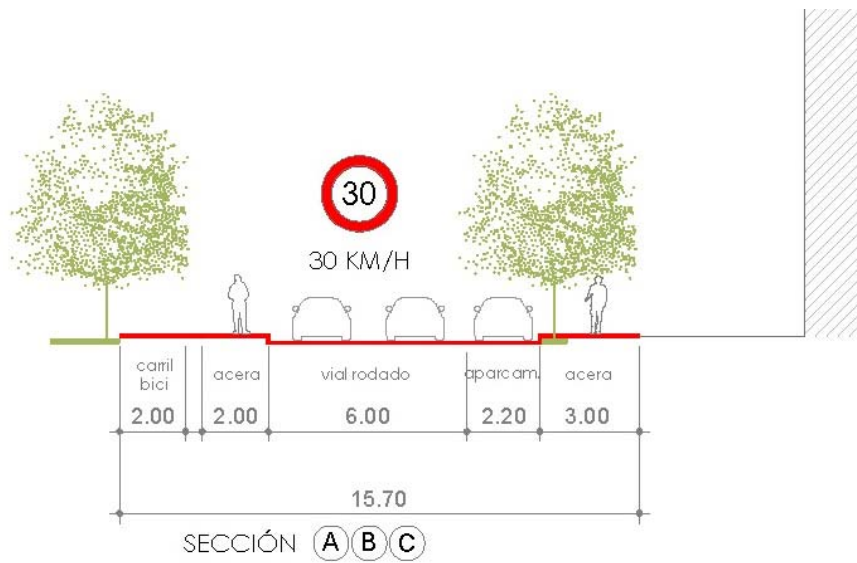 30
30 KM/H
carril
bici
acera
vial rodado
aparcam.
acera
2.00
2.00
6.00
2.20
3.00
15.70
SECCIÓN A B C